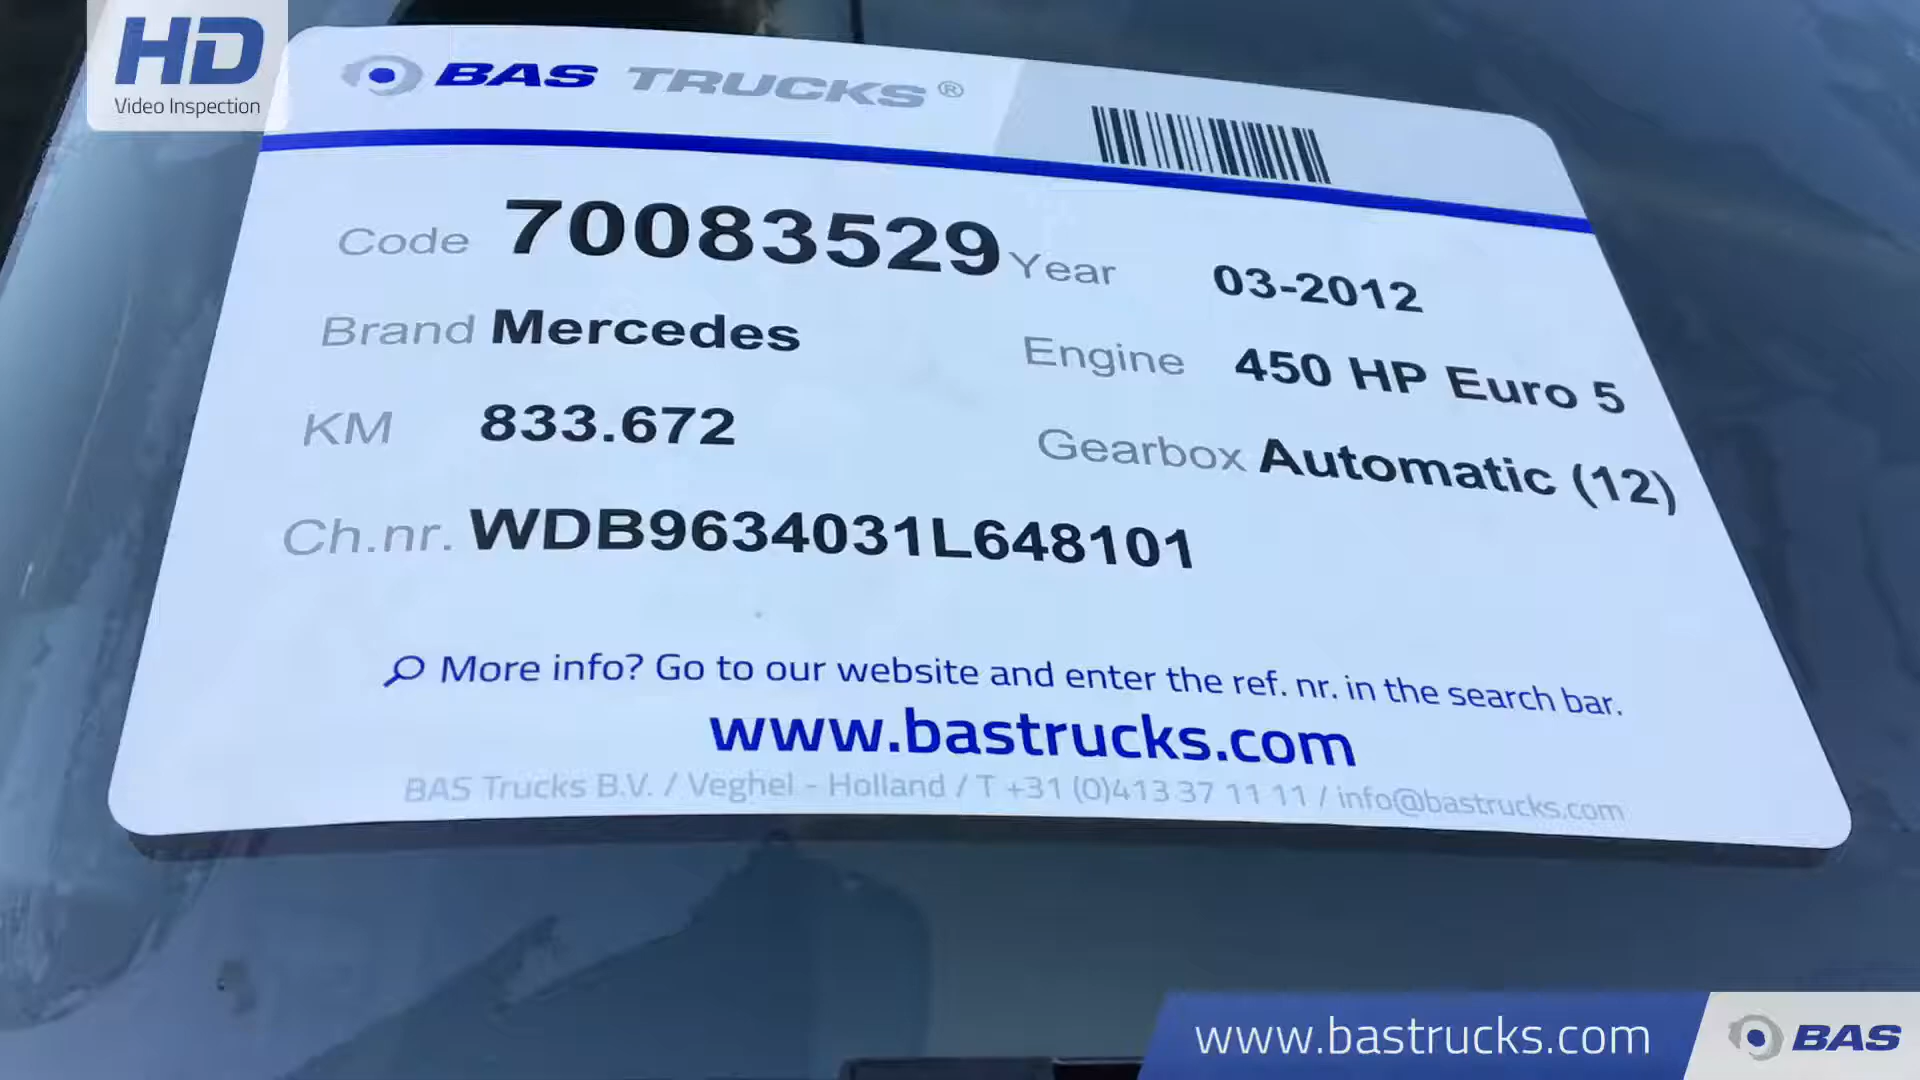 HD
Video Inspection
BAS TRUCKS®
Code 70083529 Year 03-2012
Brand Mercedes Engine 450 HP Euro 5
KM 833.672 Gearbox Automatic (12)
Ch.nr. WDB9634031L648101
More info? Go to our website and enter the ref. nr. in the search bar.
www.bastrucks.com
BAS Trucks B.V. / Veghel - Holland / T +31 (0)413 37 11 11 / info@bastrucks.com
www.bastrucks.com BAS